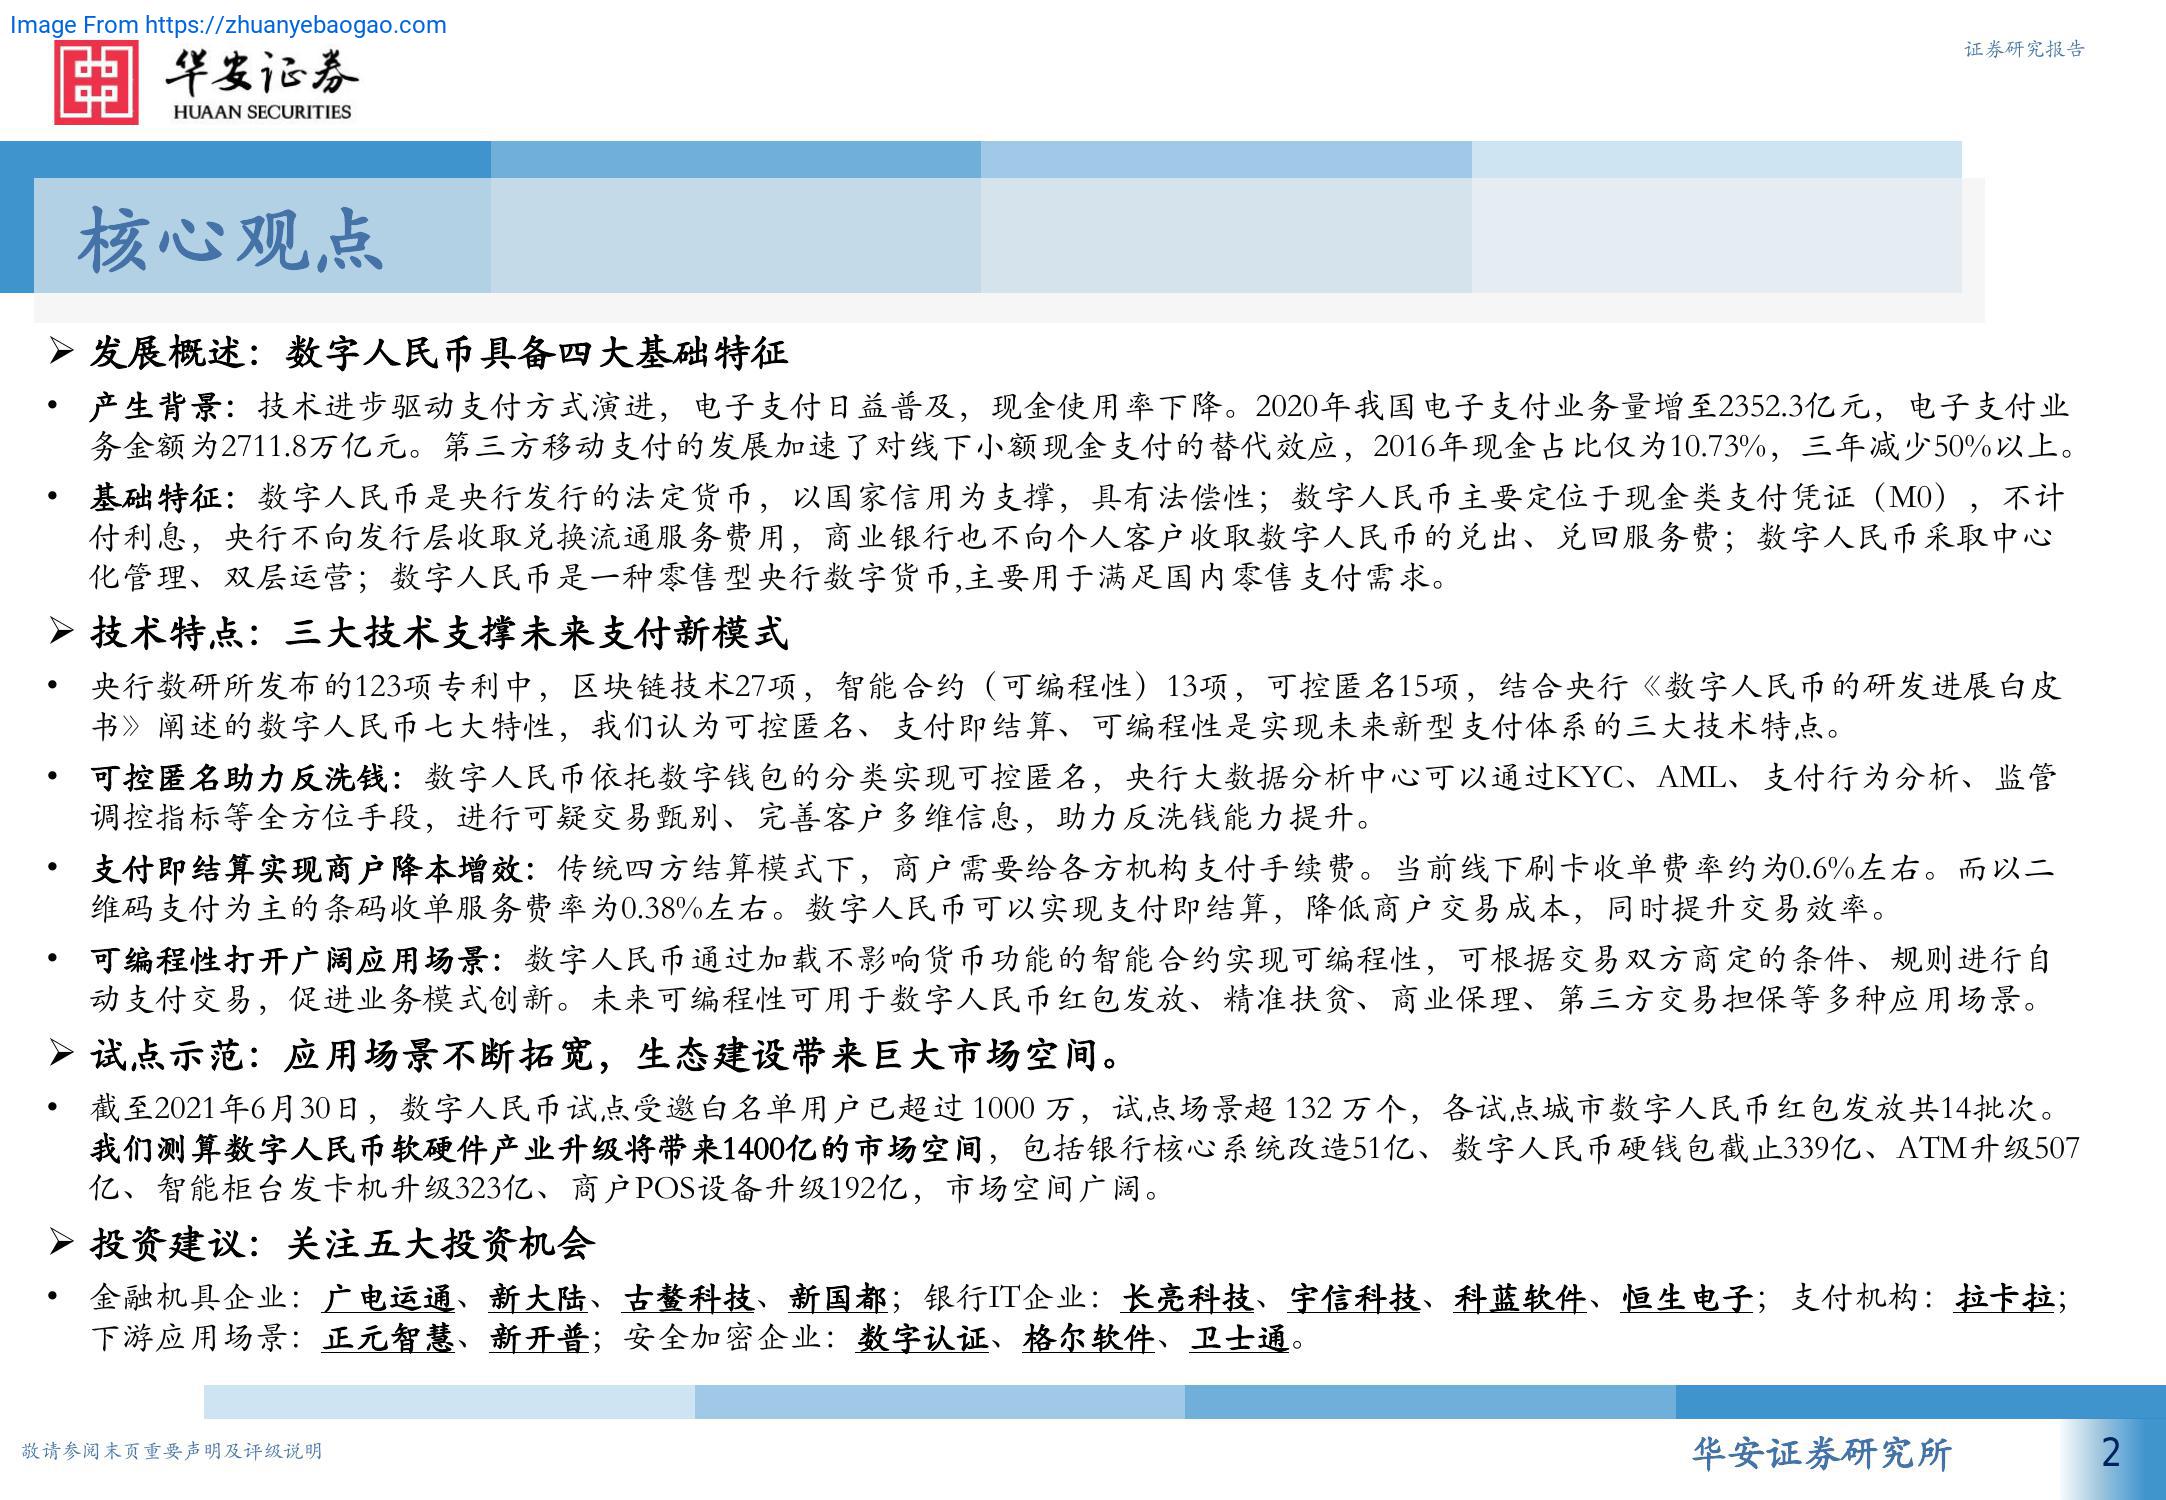 Image From https://zhuanyebaogao.com
华安证券
HUAAN SECURITIES
证券研究报告
核心观点
➢ 发展概述：数字人民币具备四大基础特征
• 产生背景：技术进步驱动支付方式演进，电子支付日益普及，现金使用率下降。2020年我国电子支付业务量增至2352.3亿元，电子支付业
务金额为2711.8万亿元。第三方移动支付的发展加速了对线下小额现金支付的替代效应，2016年现金占比仅为10.73%，三年减少50%以上。
• 基础特征：数字人民币是央行发行的法定货币，以国家信用为支撑，具有法偿性；数字人民币主要定位于现金类支付凭证（M0），不计
付利息，央行不向发行层收取兑换流通服务费用，商业银行也不向个人客户收取数字人民币的兑出、兑回服务费；数字人民币采取中心
化管理、双层运营；数字人民币是一种零售型央行数字货币,主要用于满足国内零售支付需求。
➢ 技术特点：三大技术支撑未来支付新模式
• 央行数研所发布的123项专利中，区块链技术27项，智能合约（可编程性）13项，可控匿名15项，结合央行《数字人民币的研发进展白皮
书》阐述的数字人民币七大特性，我们认为可控匿名、支付即结算、可编程性是实现未来新型支付体系的三大技术特点。
• 可控匿名助力反洗钱：数字人民币依托数字钱包的分类实现可控匿名，央行大数据分析中心可以通过KYC、AML、支付行为分析、监管
调控指标等全方位手段，进行可疑交易甄别、完善客户多维信息，助力反洗钱能力提升。
• 支付即结算实现商户降本增效：传统四方结算模式下，商户需要给各方机构支付手续费。当前线下刷卡收单费率约为0.6%左右。而以二
维码支付为主的条码收单服务费率为0.38%左右。数字人民币可以实现支付即结算，降低商户交易成本，同时提升交易效率。
• 可编程性打开广阔应用场景：数字人民币通过加载不影响货币功能的智能合约实现可编程性，可根据交易双方商定的条件、规则进行自
动支付交易，促进业务模式创新。未来可编程性可用于数字人民币红包发放、精准扶贫、商业保理、第三方交易担保等多种应用场景。
➢ 试点示范：应用场景不断拓宽，生态建设带来巨大市场空间。
• 截至2021年6月30日，数字人民币试点受邀白名单用户已超过 1000 万，试点场景超 132 万个，各试点城市数字人民币红包发放共14批次。
我们测算数字人民币软硬件产业升级将带来1400亿的市场空间，包括银行核心系统改造51亿、数字人民币硬钱包截止339亿、ATM升级507
亿、智能柜台发卡机升级323亿、商户POS设备升级192亿，市场空间广阔。
➢ 投资建议：关注五大投资机会
• 金融机具企业：广电运通、新大陆、古鳌科技、新国都；银行IT企业：长亮科技、宇信科技、科蓝软件、恒生电子；支付机构：拉卡拉；
下游应用场景：正元智慧、新开普；安全加密企业：数字认证、格尔软件、卫士通。
敬请参阅末页重要声明及评级说明
华安证券研究所
2